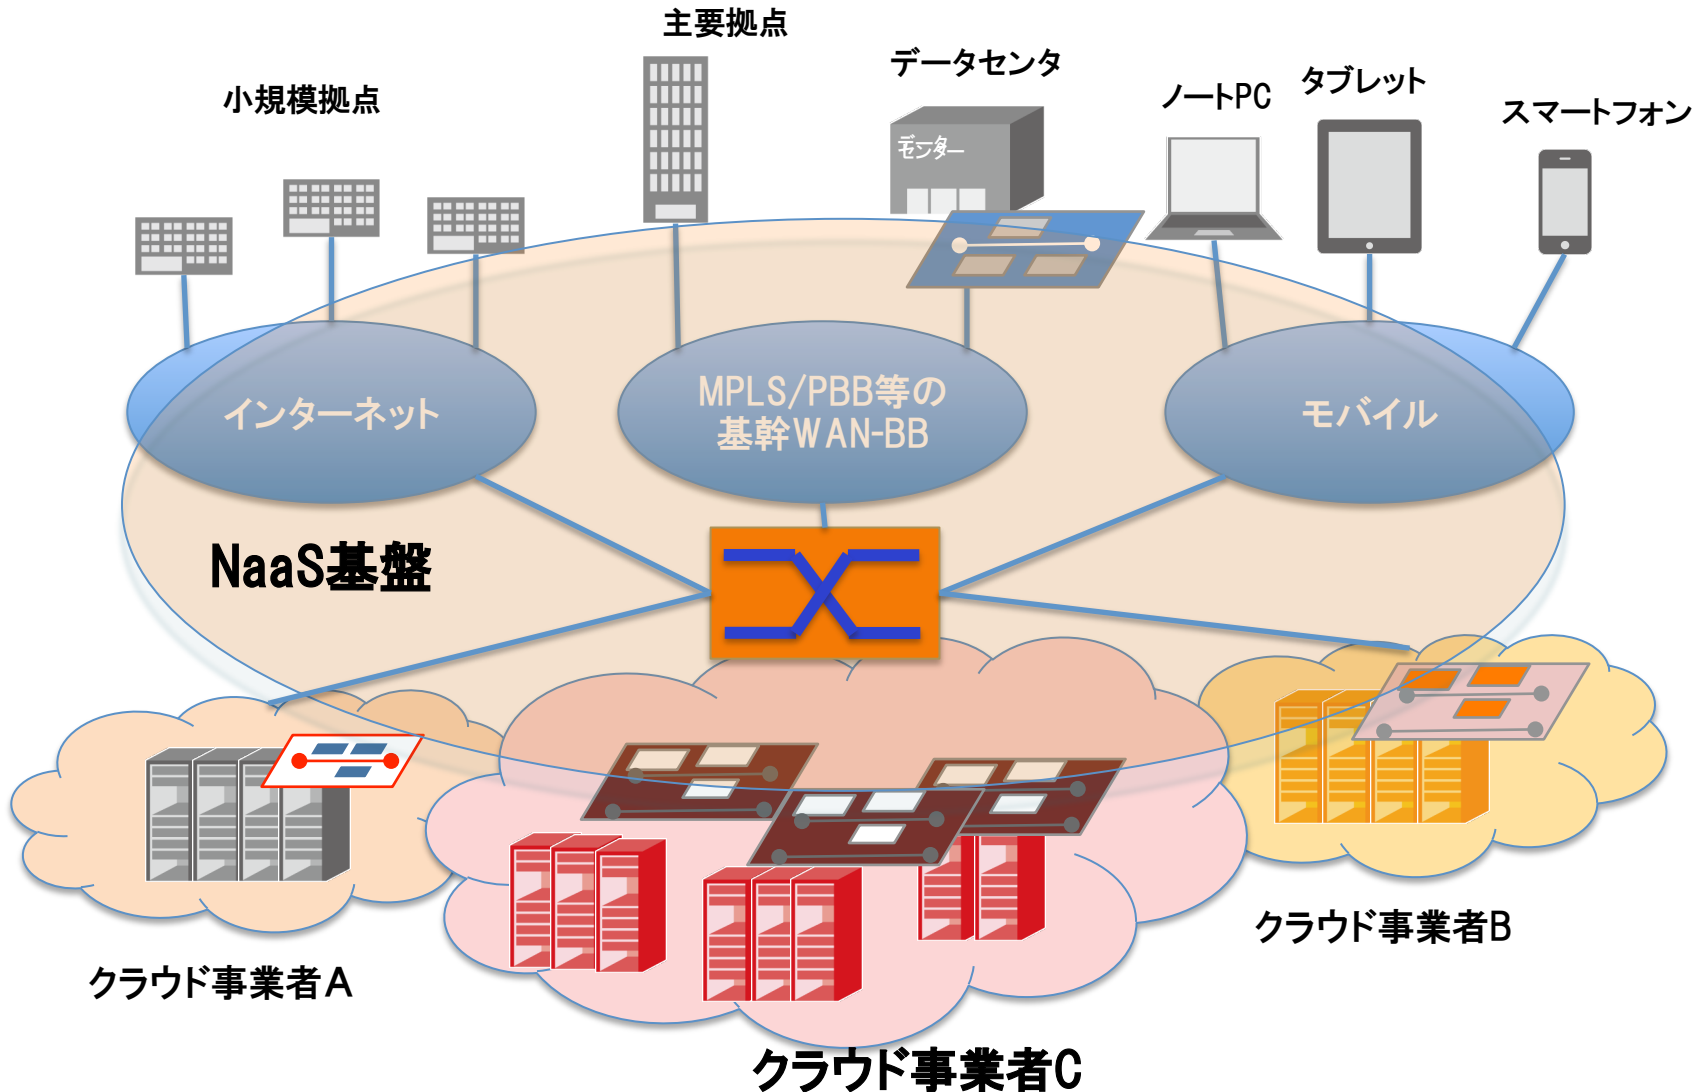 主要拠点
データセンタ
小規模拠点
ノートPC
タブレット
スマートフォン
データ
センター
インターネット
MPLS/PBB等の
基幹WAN-BB
モバイル
NaaS基盤
クラウド事業者A
クラウド事業者B
クラウド事業者C